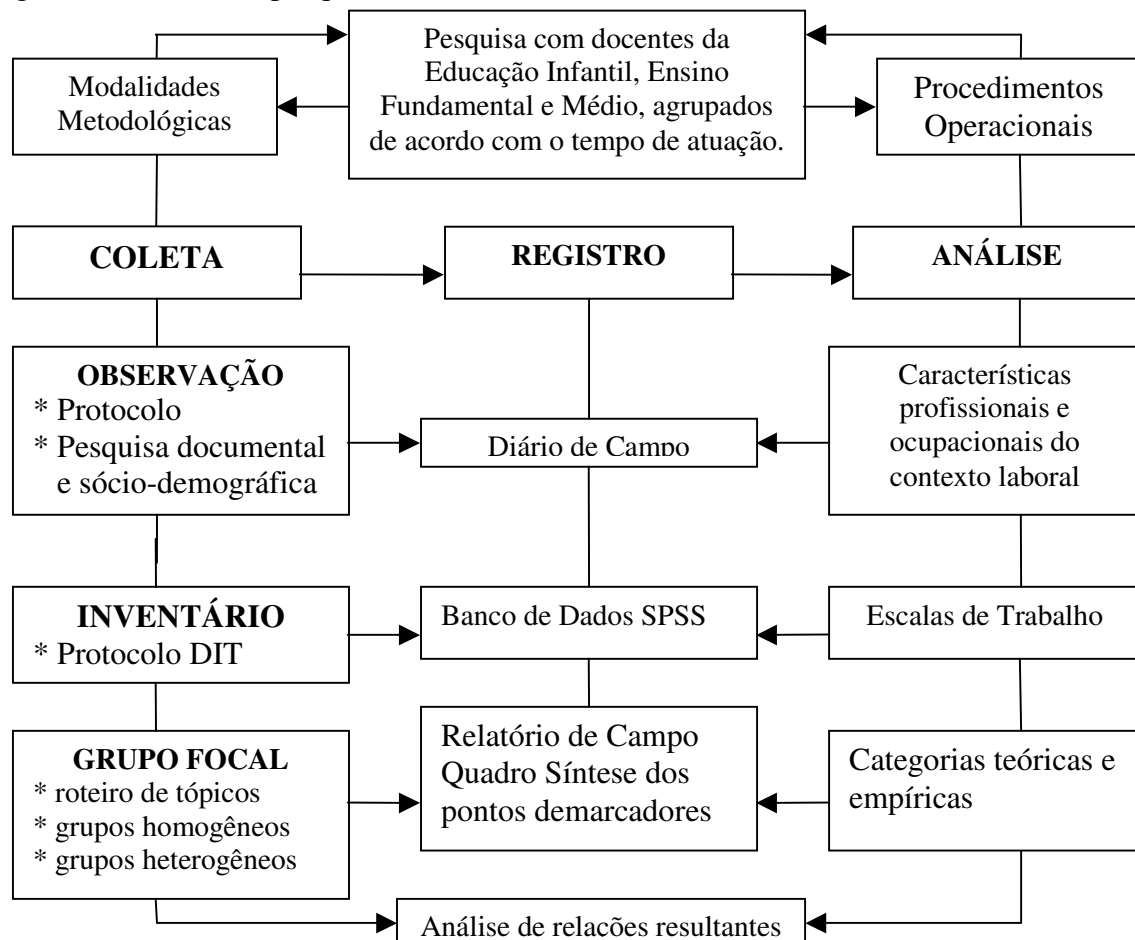 Pesquisa com docentes da
Educação Infantil, Ensino
Fundamental e Médio, agrupados
de acordo com o tempo de atuação.
Modalidades
Metodológicas
Procedimentos
Operacionais
COLETA
REGISTRO
ANÁLISE
OBSERVAÇÃO
* Protocolo
* Pesquisa documental
e sócio-demográfica
Diário de Campo
Características
profissionais e
ocupacionais do
contexto laboral
INVENTÁRIO
* Protocolo DIT
Banco de Dados SPSS
Escalas de Trabalho
GRUPO FOCAL
* roteiro de tópicos
* grupos homogêneos
* grupos heterogêneos
Relatório de Campo
Quadro Síntese dos
pontos demarcadores
Categorias teóricas e
empíricas
Análise de relações resultantes